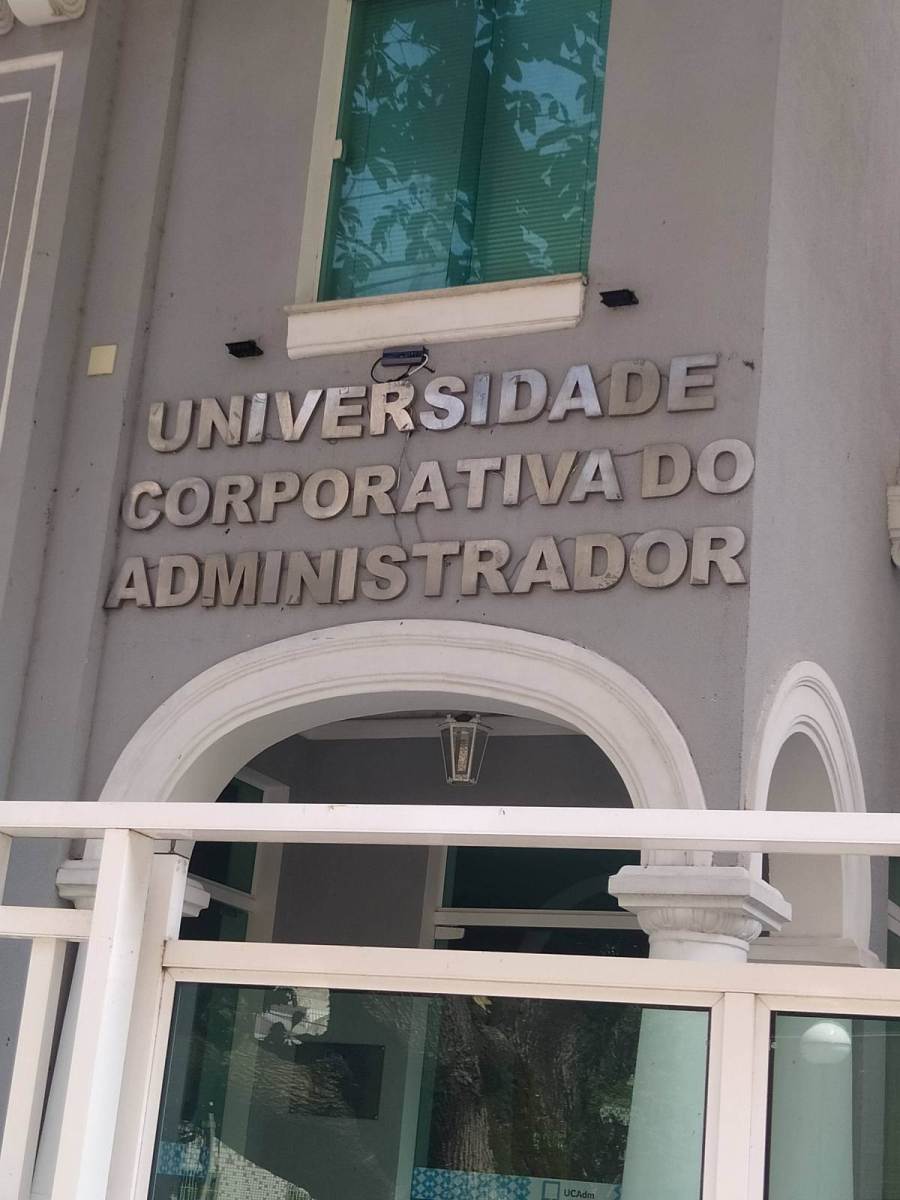 UNIVERSIDADE
CORPORATIVA DO
ADMINISTRADOR
UCAdm